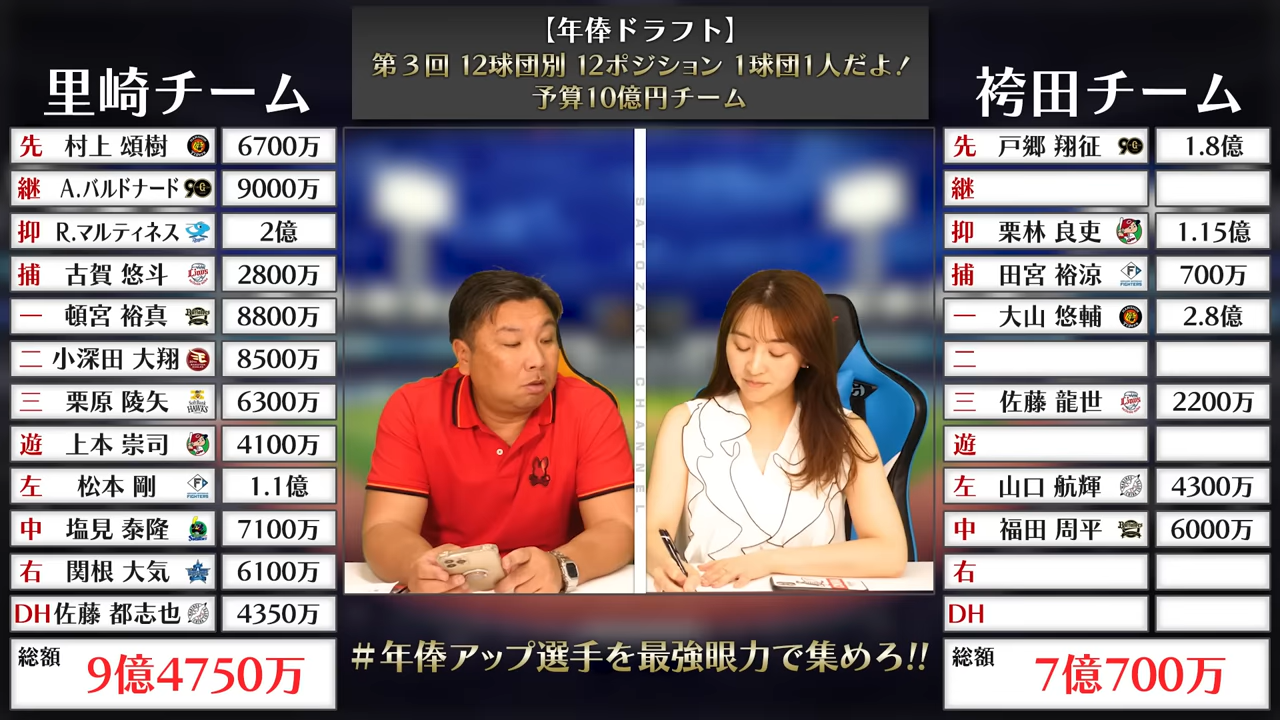 【年俸ドラフト】
第3回 12球団別 12ポジション 1球団1人だよ!
予算10億円チーム
里崎チーム
先 村上 頌樹 6700万
継 A.バルドナード 9000万
抑 R.マルティネス 2億
捕 古賀 悠斗 2800万
一 頓宮 裕真 8800万
二 小深田 大翔 8500万
三 栗原 陵矢 6300万
遊 上本 崇司 4100万
左 松本 剛 1.1億
中 塩見 泰隆 7100万
右 関根 大気 6100万
DH 佐藤 都志也 4350万
総額 9億4750万
SATOZAKI CHANNEL
袴田チーム
先 戸郷 翔征 1.8億
継
抑 栗林 良吏 1.15億
捕 田宮 裕涼 700万
一 大山 悠輔 2.8億
二
三 佐藤 龍世 2200万
遊
左 山口 航輝 4300万
中 福田 周平 6000万
右
DH
総額 7億700万
#年俸アップ選手を最強眼力で集めろ!!